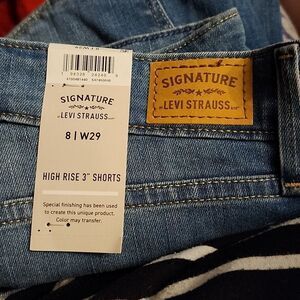 SIGNATURE
LEVI STRAUSS
8 | W29
HIGH RISE 3" SHORTS
Special finishing has been
used to create this unique product.
Color may transfer.
SIGNATURE
LEVI STRAUSS